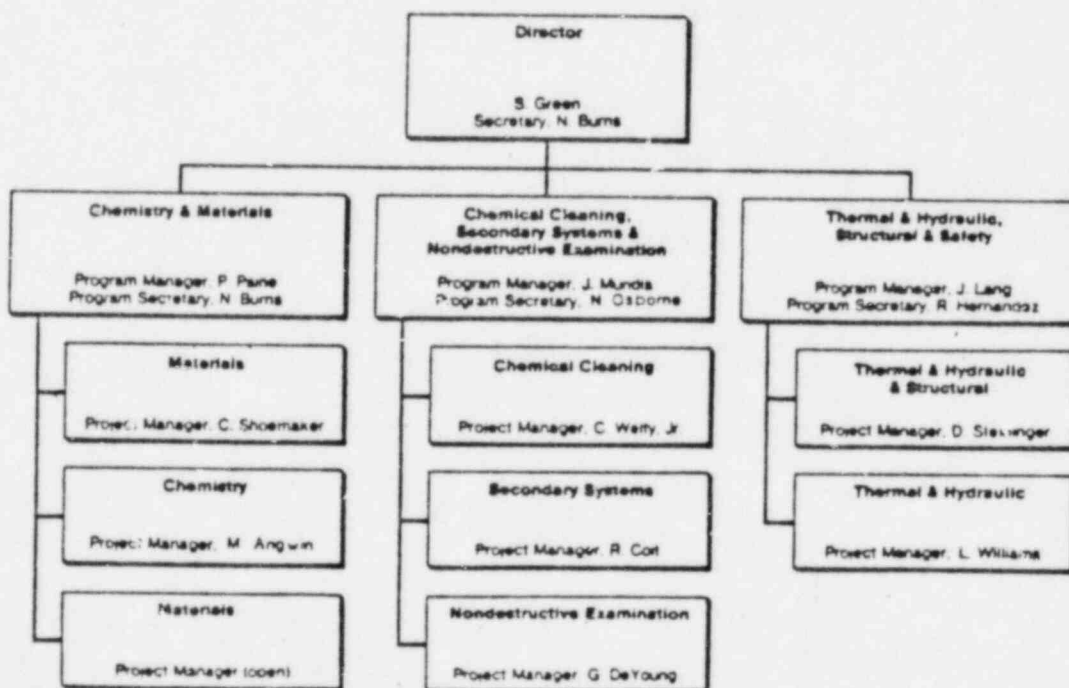 Director
S. Green
Secretary, N. Burns
Chemistry & Materials
Program Manager, P. Paine
Program Secretary, N. Burns
Materials
Project Manager, C. Shoemaker
Chemistry
Project Manager, M. Angwin
Materials
Project Manager (open)
Chemical Cleaning,
Secondary Systems &
Nondestructive Examination
Program Manager, J. Mundis
Program Secretary, N. Osborne
Chemical Cleaning
Project Manager, C. Welty, Jr.
Secondary Systems
Project Manager, R. Coit
Nondestructive Examination
Project Manager, G. DeYoung
Thermal & Hydraulic,
Structural & Safety
Program Manager, J. Lang
Program Secretary, R. Hernandez
Thermal & Hydraulic
& Structural
Project Manager, D.
Thermal & Hydraulic
Project Manager, L. Williams